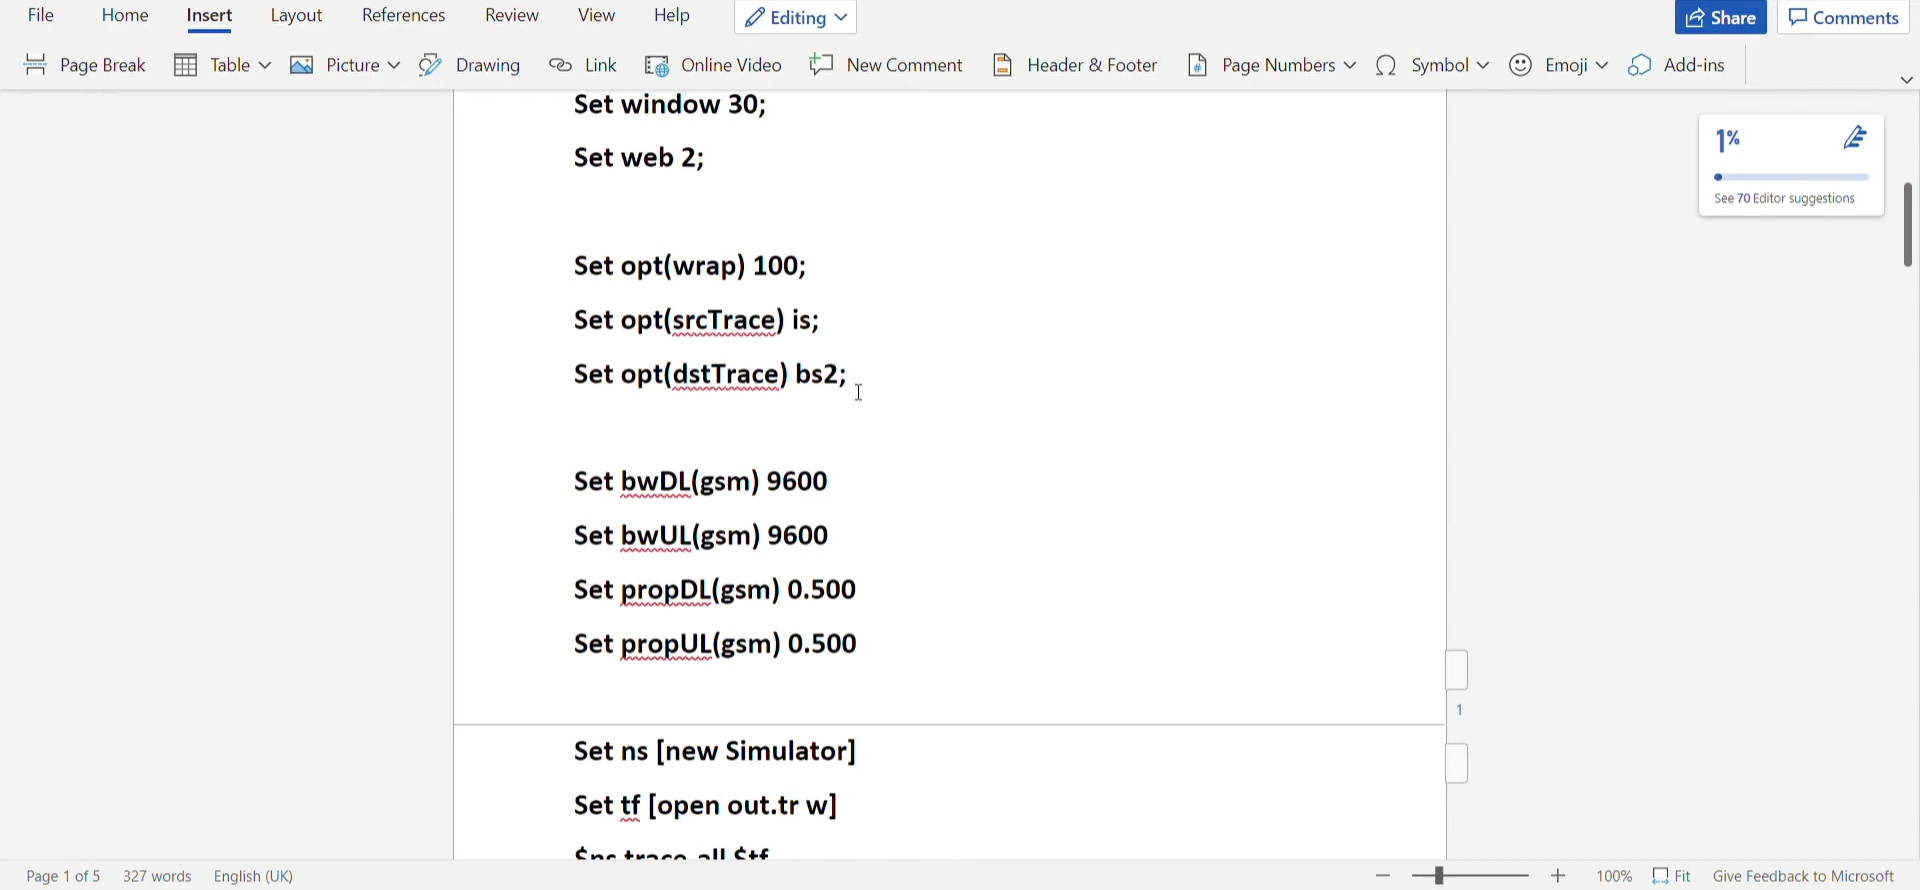 File Home Insert Layout References Review View Help Editing Share Comments
Page Break Table Picture Drawing Link Online Video New Comment Header & Footer Page Numbers Symbol Emoji Add-ins
Set window 30;
1%
Set web 2;
See 70 Editor suggestions
Set opt(wrap) 100;
Set opt(srcTrace) is;
Set opt(dstTrace) bs2;
Set bwDL(gsm) 9600
Set bwUL(gsm) 9600
Set propDL(gsm) 0.500
Set propUL(gsm) 0.500
1
Set ns [new Simulator]
Set tf [open out.tr w]
$ns trace-all $tf
Page 1 of 5 327 words English (UK) 100% Fit Give Feedback to Microsoft